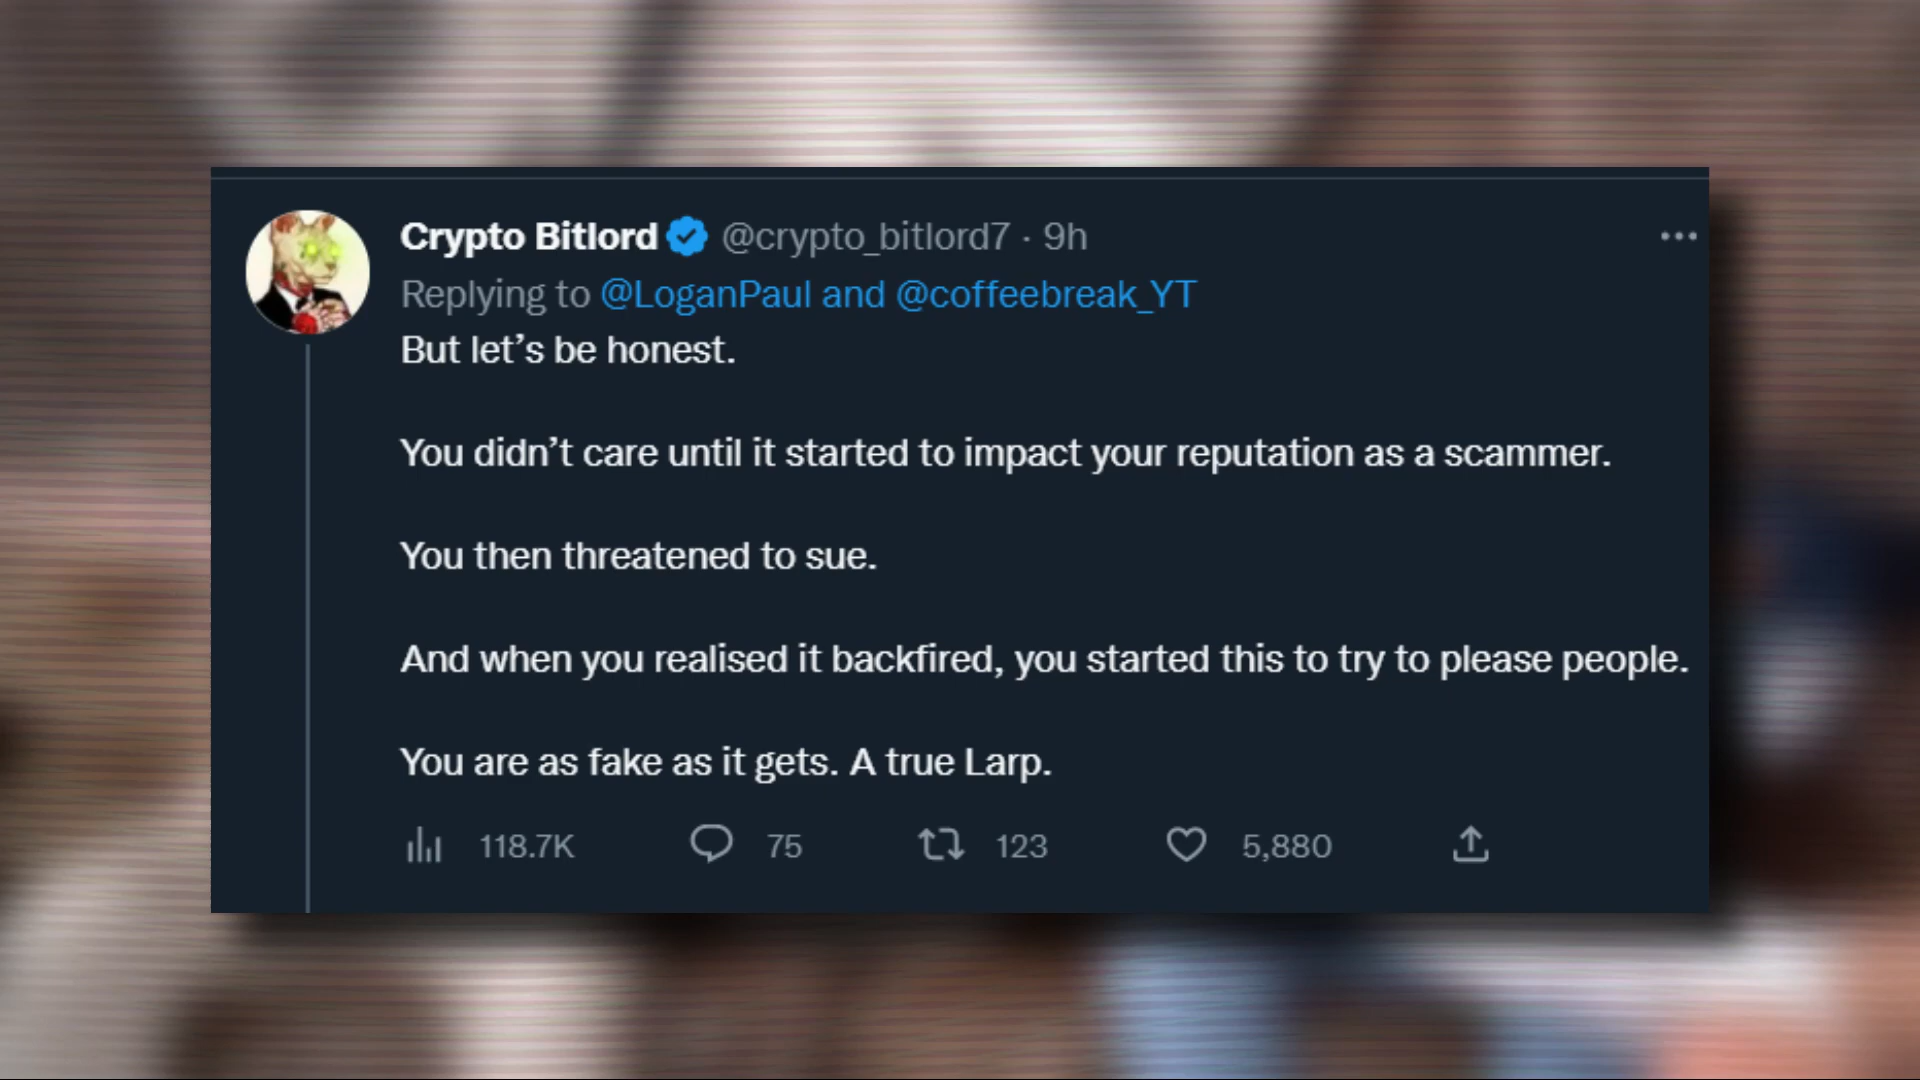 Crypto Bitlord @crypto_bitlord7 · 9h
Replying to @LoganPaul and @coffeebreak_YT
But let’s be honest.
You didn’t care until it started to impact your reputation as a scammer.
You then threatened to sue.
And when you realised it backfired, you started this to try to please people.
You are as fake as it gets. A true Larp.
118.7K 75 123 5,880